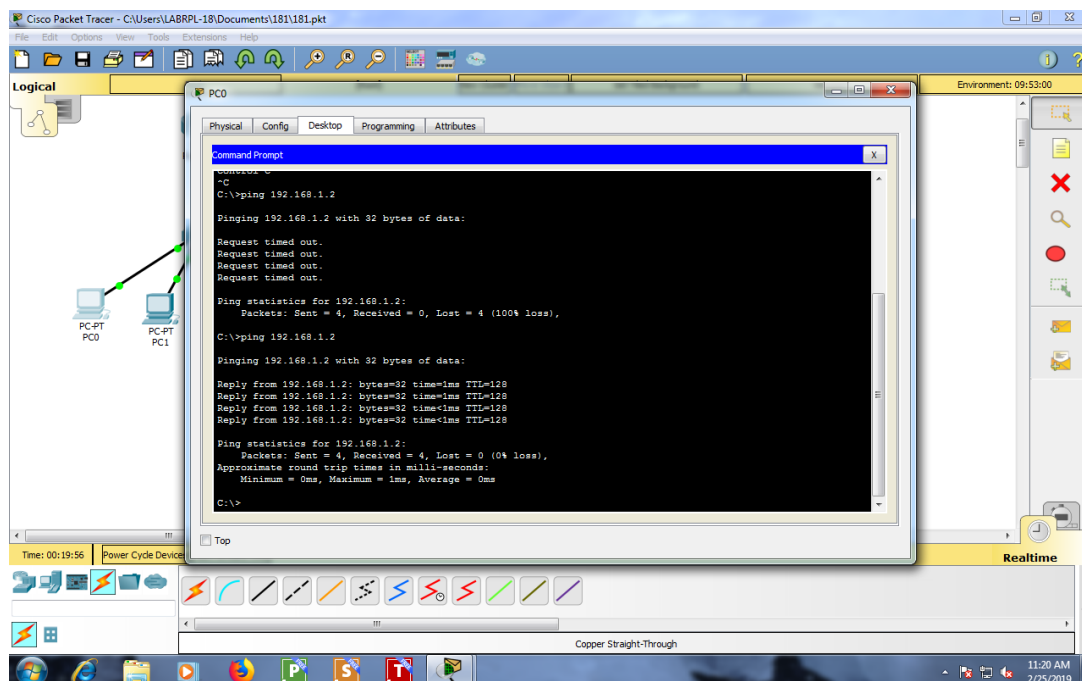 Cisco Packet Tracer - C:\Users\LABRPL-18\Documents\181\181.pkt
File Edit Options View Tools Extensions Help
Logical
Environment: 09:53:00
PC0
Physical Config Desktop Programming Attributes
Command Prompt
X
Control C
^C
C:\>ping 192.168.1.2
Pinging 192.168.1.2 with 32 bytes of data:
Request timed out.
Request timed out.
Request timed out.
Request timed out.
Ping statistics for 192.168.1.2:
Packets: Sent = 4, Received = 0, Lost = 4 (100% loss),
C:\>ping 192.168.1.2
Pinging 192.168.1.2 with 32 bytes of data:
Reply from 192.168.1.2: bytes=32 time=1ms TTL=128
Reply from 192.168.1.2: bytes=32 time=1ms TTL=128
Reply from 192.168.1.2: bytes=32 time<1ms TTL=128
Reply from 192.168.1.2: bytes=32 time<1ms TTL=128
Ping statistics for 192.168.1.2:
Packets: Sent = 4, Received = 4, Lost = 0 (0% loss),
Approximate round trip times in milli-seconds:
Minimum = 0ms, Maximum = 1ms, Average = 0ms
C:\>
Top
PC-PT
PC0
PC-PT
PC1
Time: 00:19:56 Power Cycle Device
Realtime
Copper Straight-Through
11:20 AM
2/25/2019